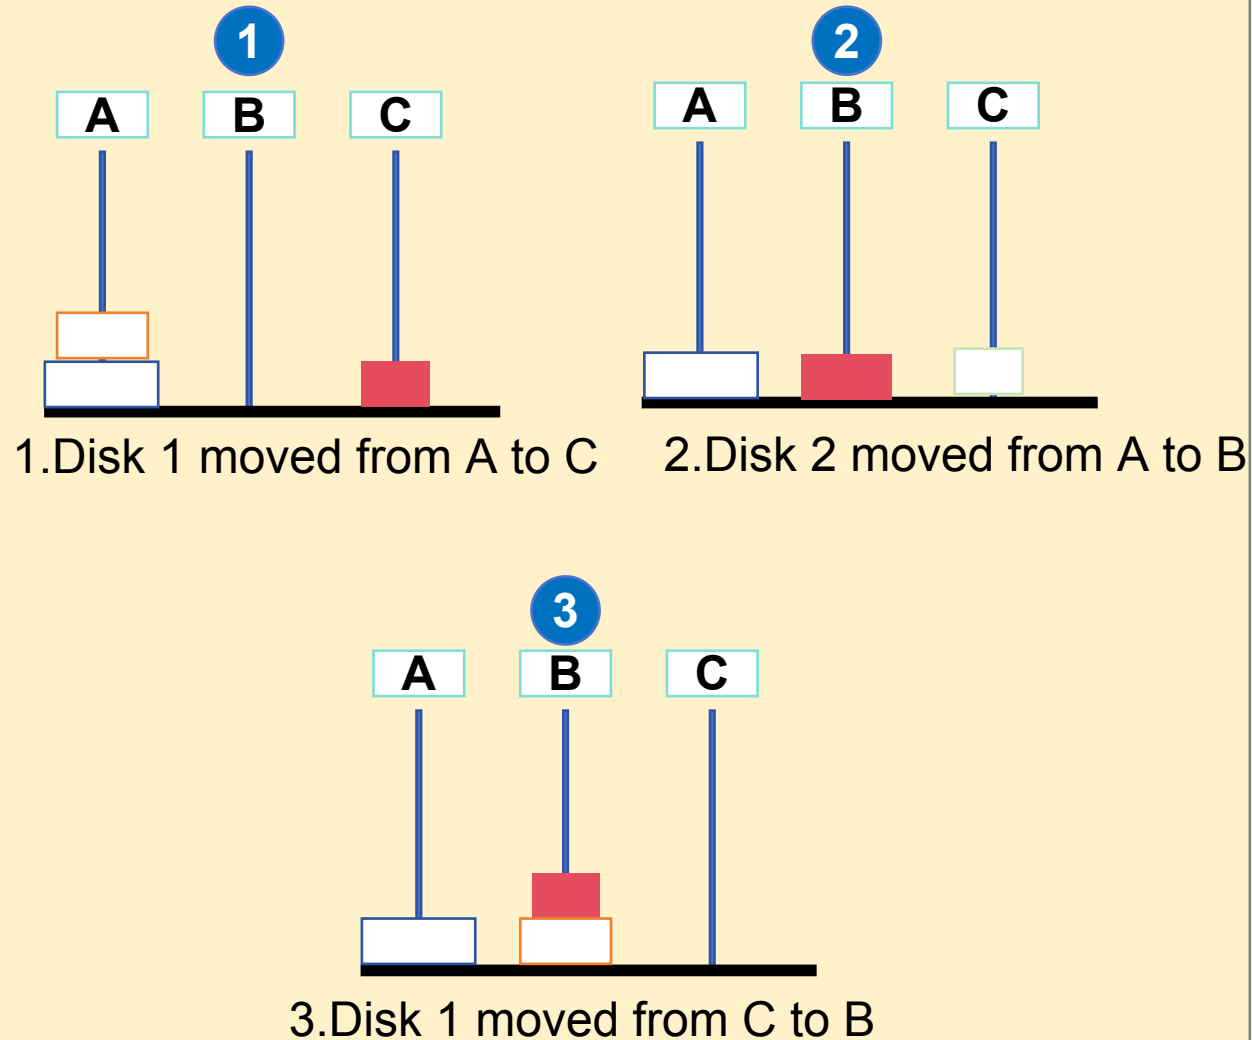 1
A B C
1.Disk 1 moved from A to C
2
A B C
2.Disk 2 moved from A to B
3
A B C
3.Disk 1 moved from C to B